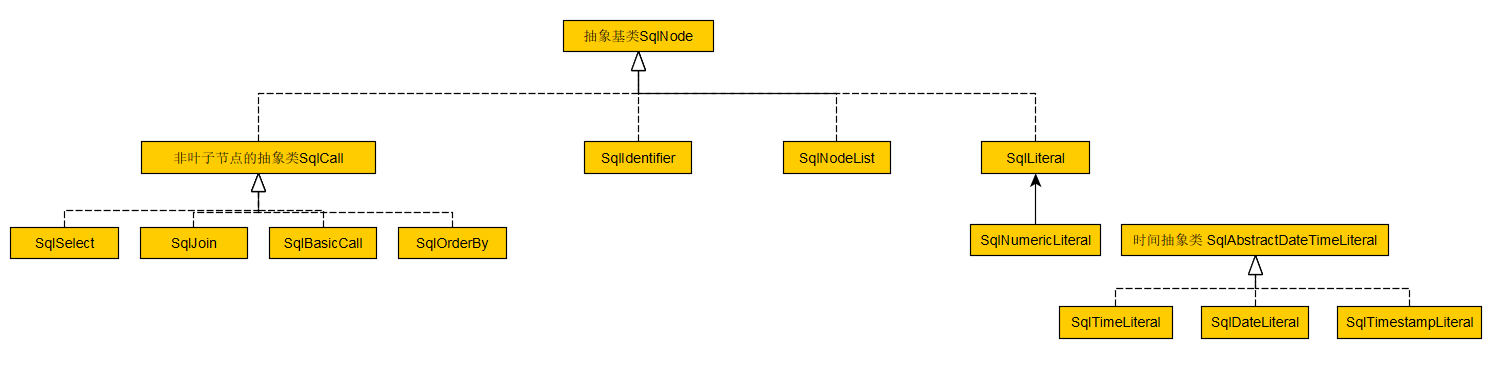 抽象基类SqlNode
非叶子节点的抽象类SqlCall
SqlIdentifier
SqlNodeList
SqlLiteral
SqlSelect
SqlJoin
SqlBasicCall
SqlOrderBy
SqlNumericLiteral
时间抽象类 SqlAbstractDateTimeLiteral
SqlTimeLiteral
SqlDateLiteral
SqlTimestampLiteral